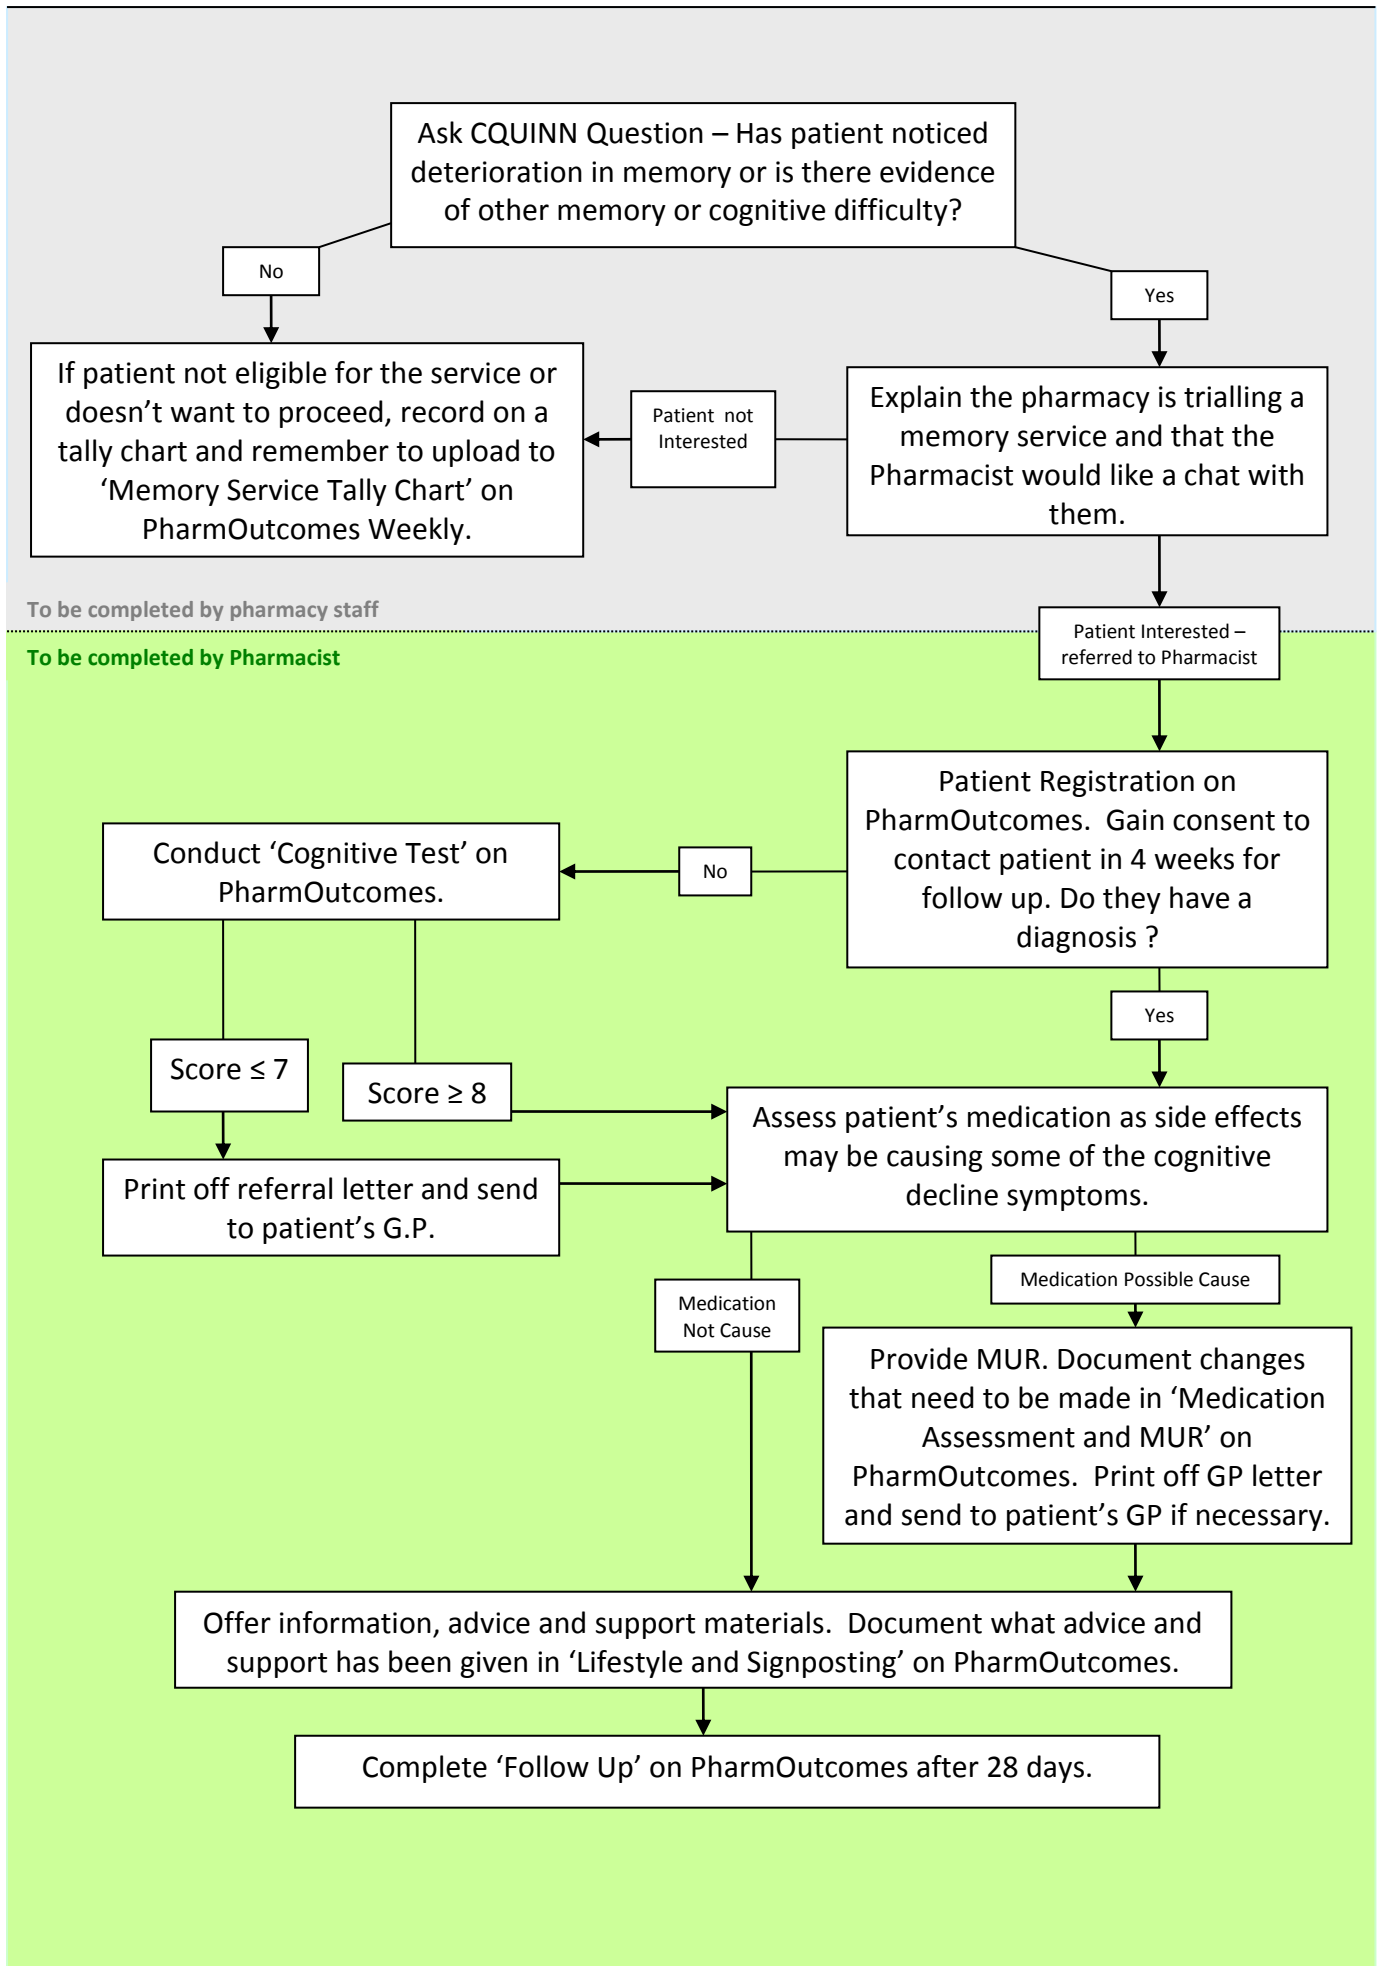 Ask CQUINN Question – Has patient noticed
deterioration in memory or is there evidence
of other memory or cognitive difficulty?
No
Yes
If patient not eligible for the service or
doesn’t want to proceed, record on a
tally chart and remember to upload to
‘Memory Service Tally Chart’ on
PharmOutcomes Weekly.
Patient not
Interested
Explain the pharmacy is trialling a
memory service and that the
Pharmacist would like a chat with
them.
To be completed by pharmacy staff
Patient Interested –
referred to Pharmacist
To be completed by Pharmacist
Patient Registration on
PharmOutcomes. Gain consent to
contact patient in 4 weeks for
follow up. Do they have a
diagnosis ?
No
Conduct ‘Cognitive Test’ on
PharmOutcomes.
Yes
Score ≤ 7
Score ≥ 8
Assess patient’s medication as side effects
may be causing some of the cognitive
decline symptoms.
Print off referral letter and send
to patient’s G.P.
Medication
Not Cause
Medication Possible Cause
Provide MUR. Document changes
that need to be made in ‘Medication
Assessment and MUR’ on
PharmOutcomes. Print off GP letter
and send to patient’s GP if necessary.
Offer information, advice and support materials. Document what advice and
support has been given in ‘Lifestyle and Signposting’ on PharmOutcomes.
Complete ‘Follow Up’ on PharmOutcomes after 28 days.